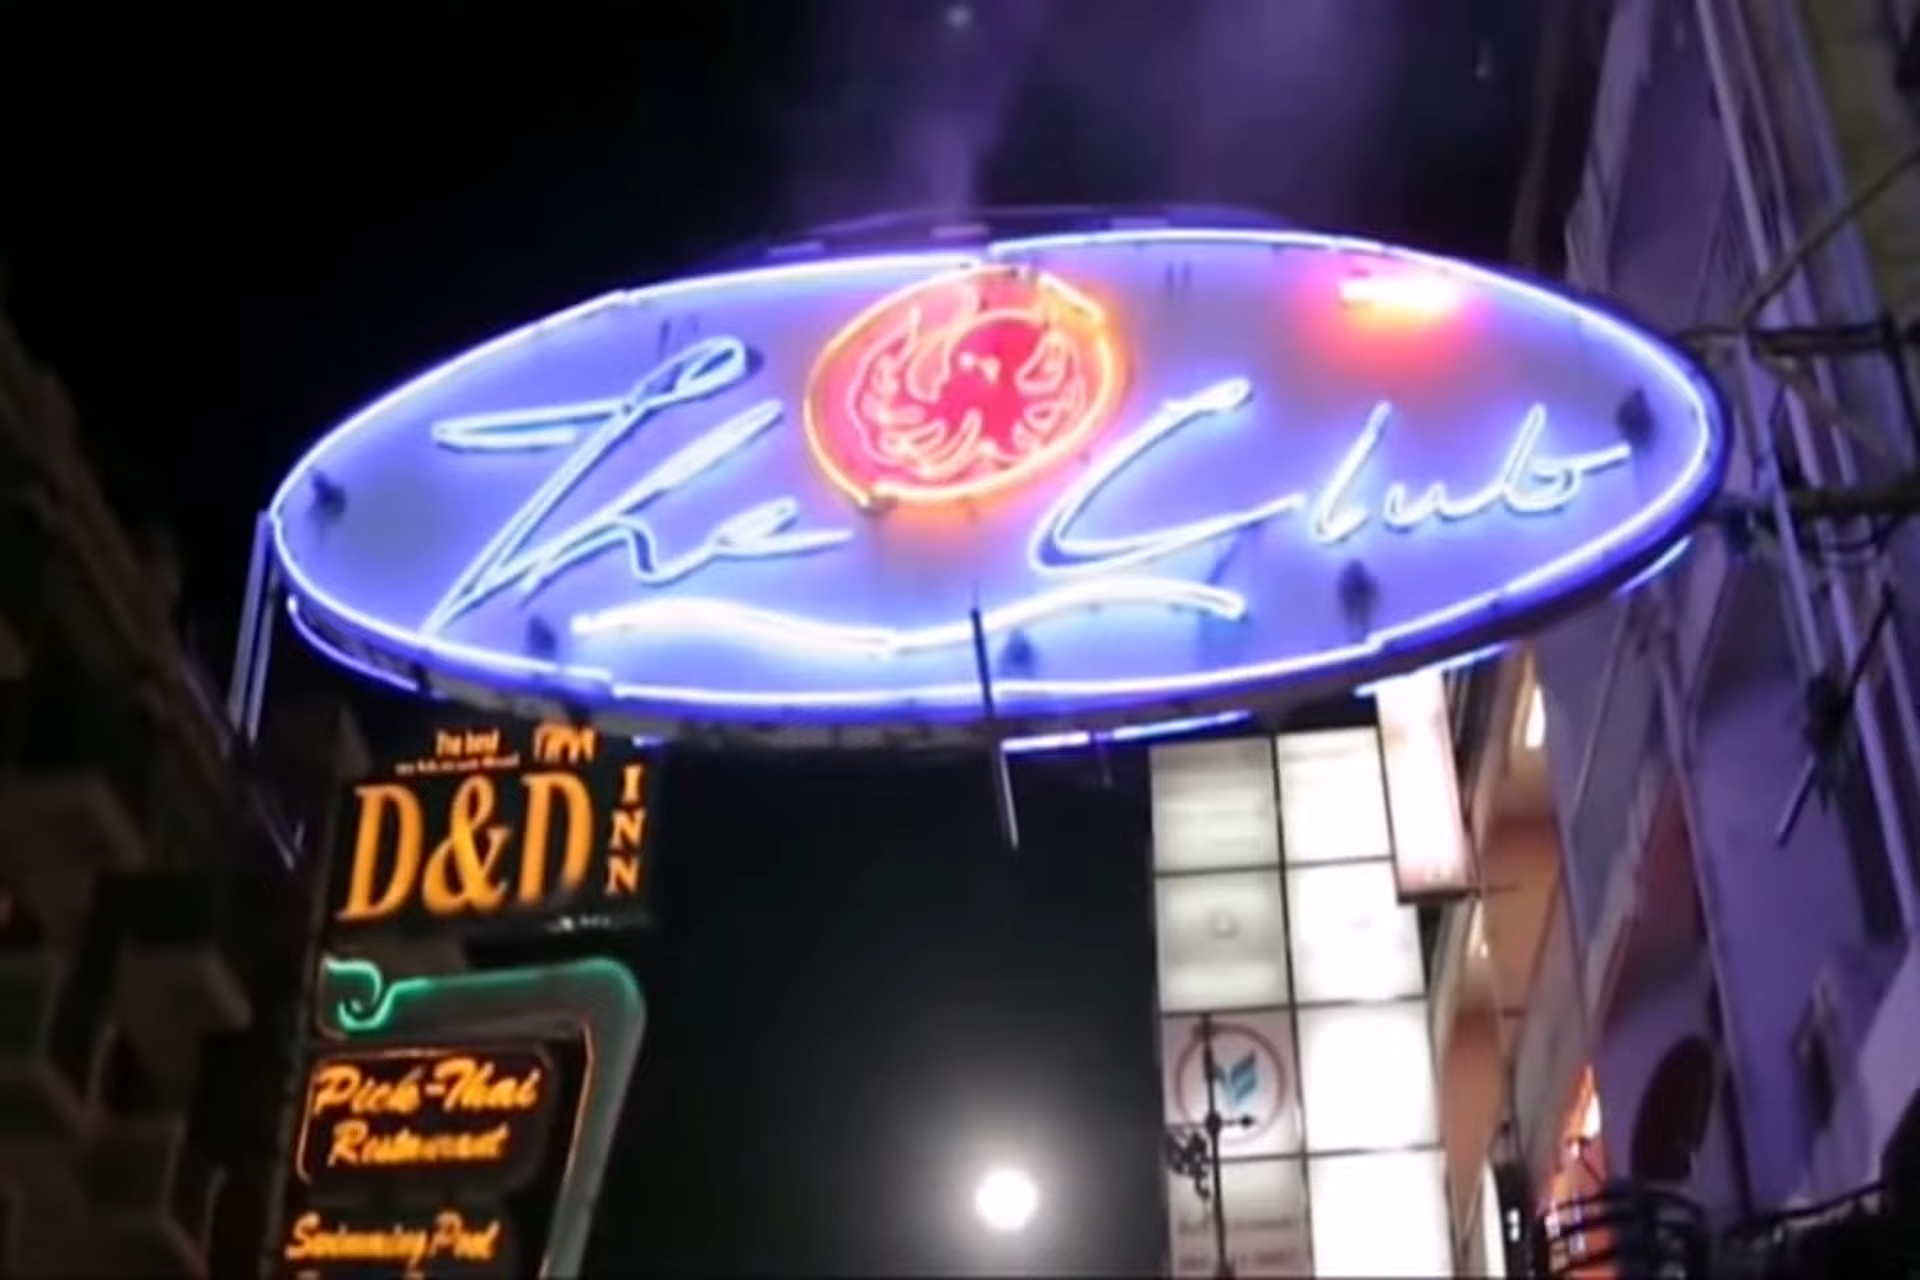 The Club
D&D
INN
Pick-Thai
Restaurant
Swimming Pool